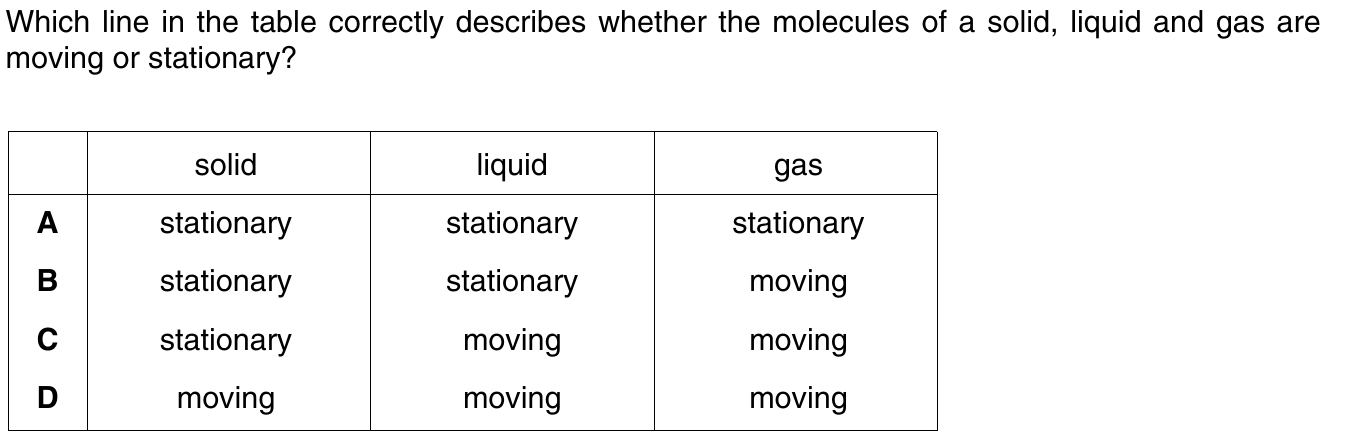 Which line in the table correctly describes whether the molecules of a solid, liquid and gas are
moving or stationary?
solid liquid gas
A stationary stationary stationary
B stationary stationary moving
C stationary moving moving
D moving moving moving